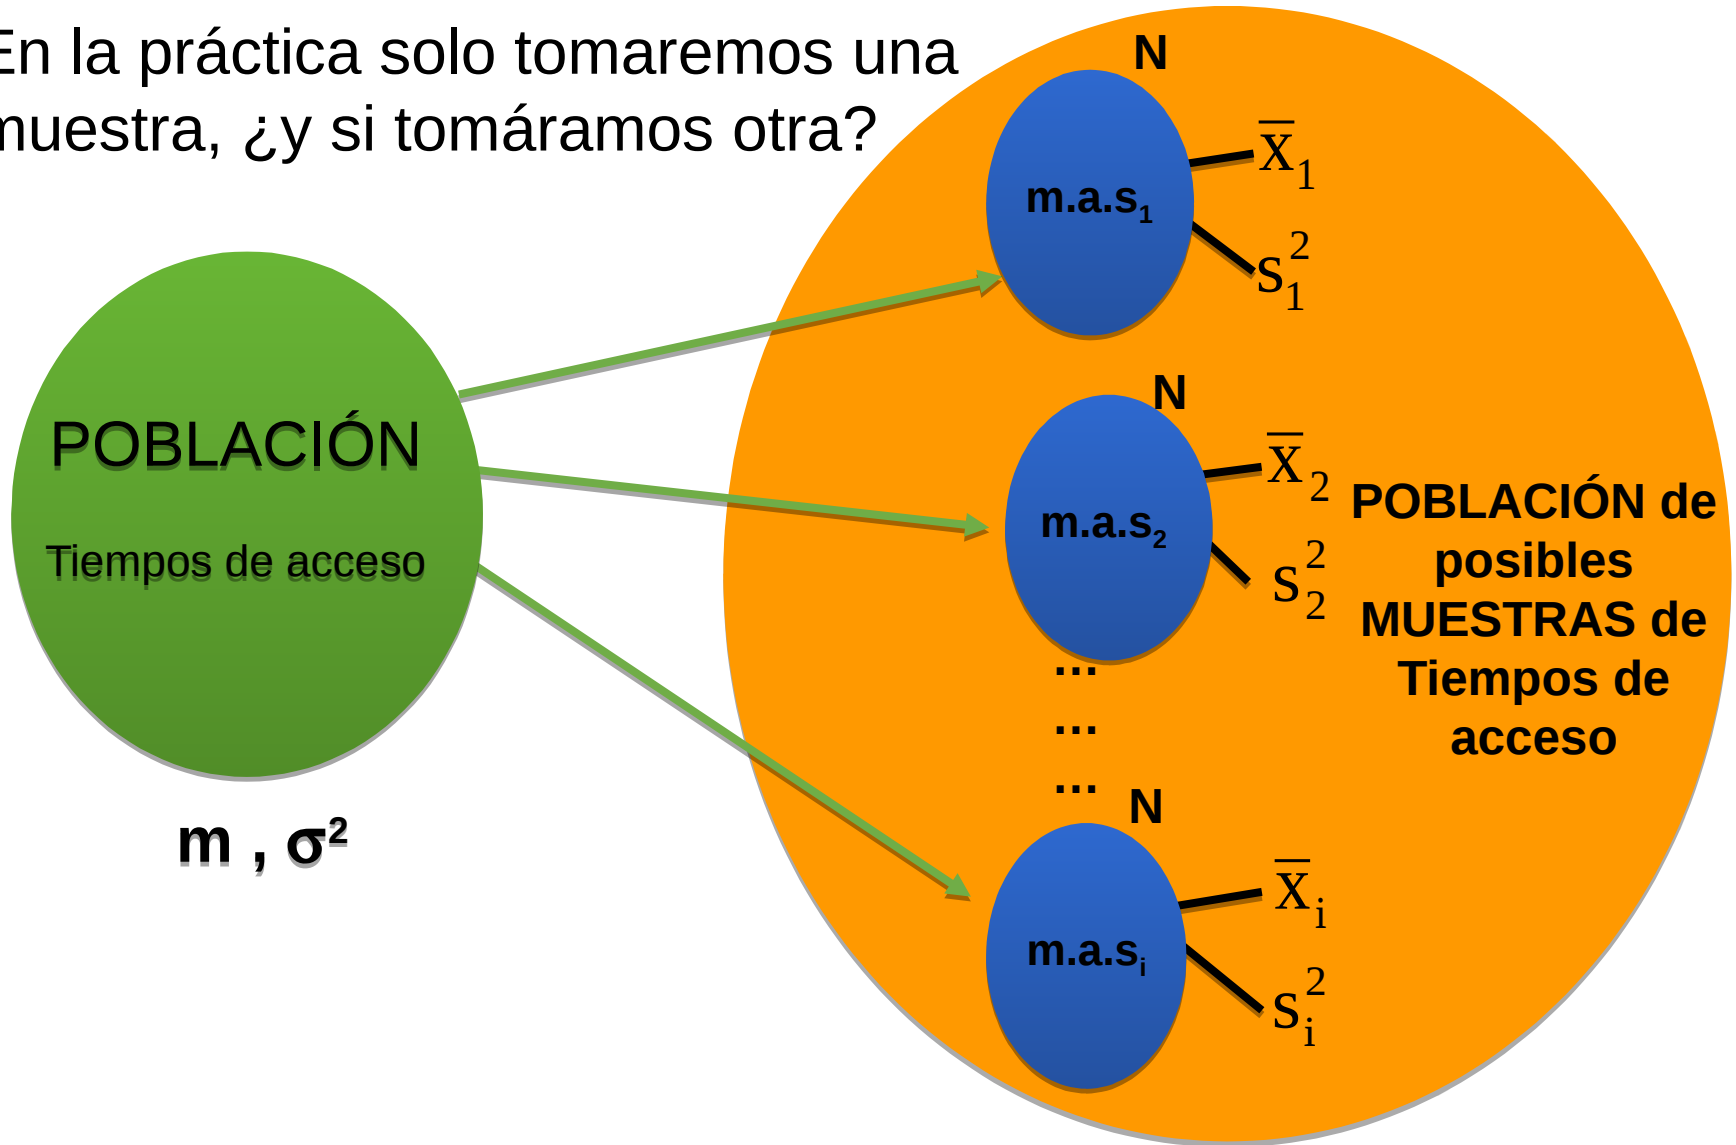 En la práctica solo tomaremos una
muestra, ¿y si tomáramos otra?
N
m.a.s₁
x̅₁
s₁²
POBLACIÓN
Tiempos de acceso
m , σ²
N
m.a.s₂
x̅₂
s₂²
POBLACIÓN de
posibles
MUESTRAS de
Tiempos de
acceso
...
...
...
N
m.a.sᵢ
x̅ᵢ
sᵢ²